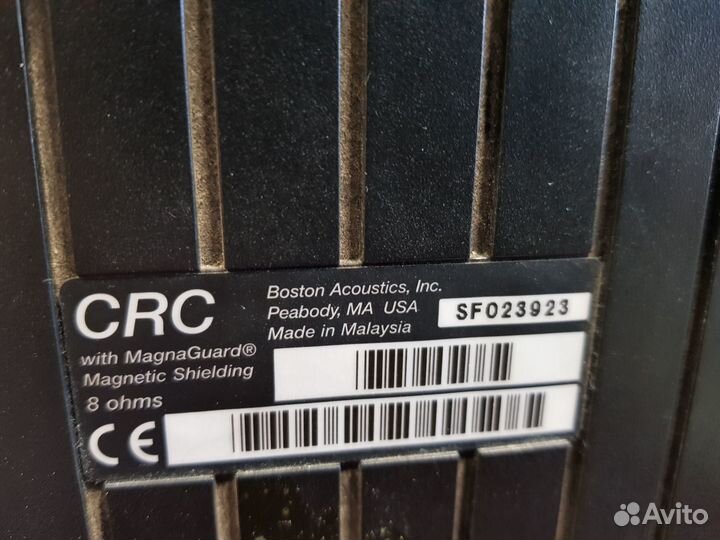 CRC
with MagnaGuard®
Magnetic Shielding
8 ohms
CE
Boston Acoustics, Inc.
Peabody, MA USA
Made in Malaysia
SF023923
Avito